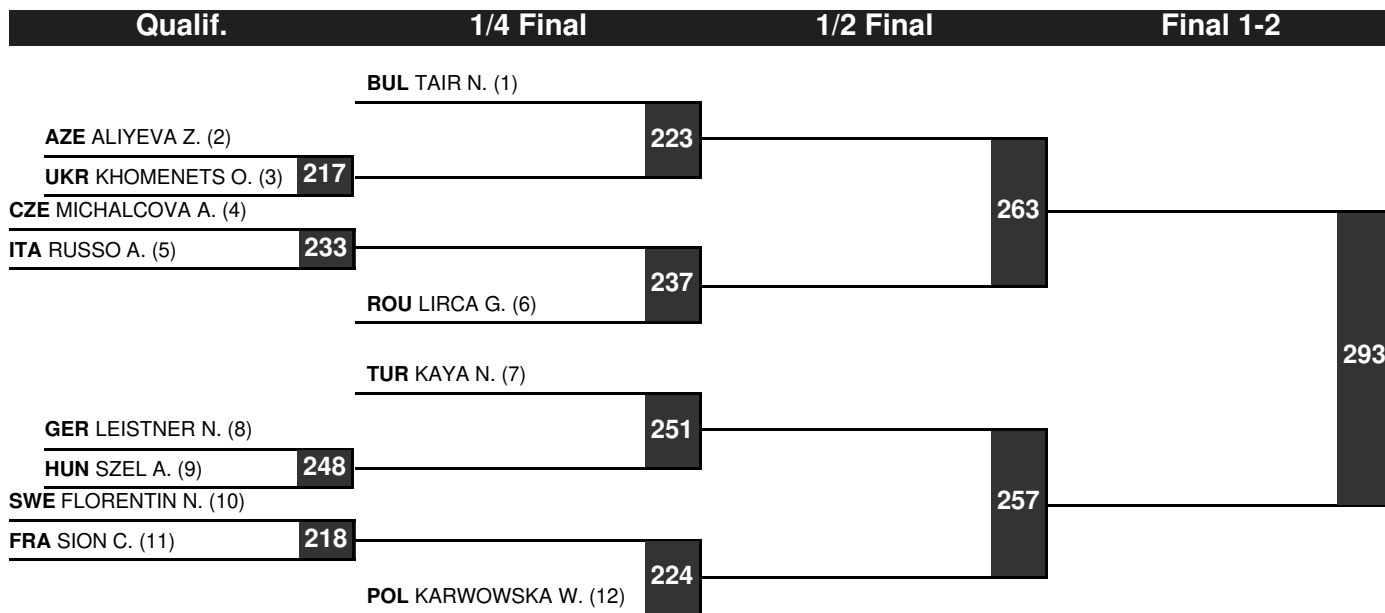 Qualif. 1/4 Final 1/2 Final Final 1-2
BUL TAIR N. (1)
223
AZE ALIYEVA Z. (2)
217
UKR KHOMENETS O. (3)
CZE MICHALCOVA A. (4)
263
233
ITA RUSSO A. (5)
237
ROU LIRCA G. (6)
293
TUR KAYA N. (7)
251
GER LEISTNER N. (8)
248
HUN SZEL A. (9)
SWE FLORENTIN N. (10)
257
218
FRA SION C. (11)
224
POL KARWOWSKA W. (12)